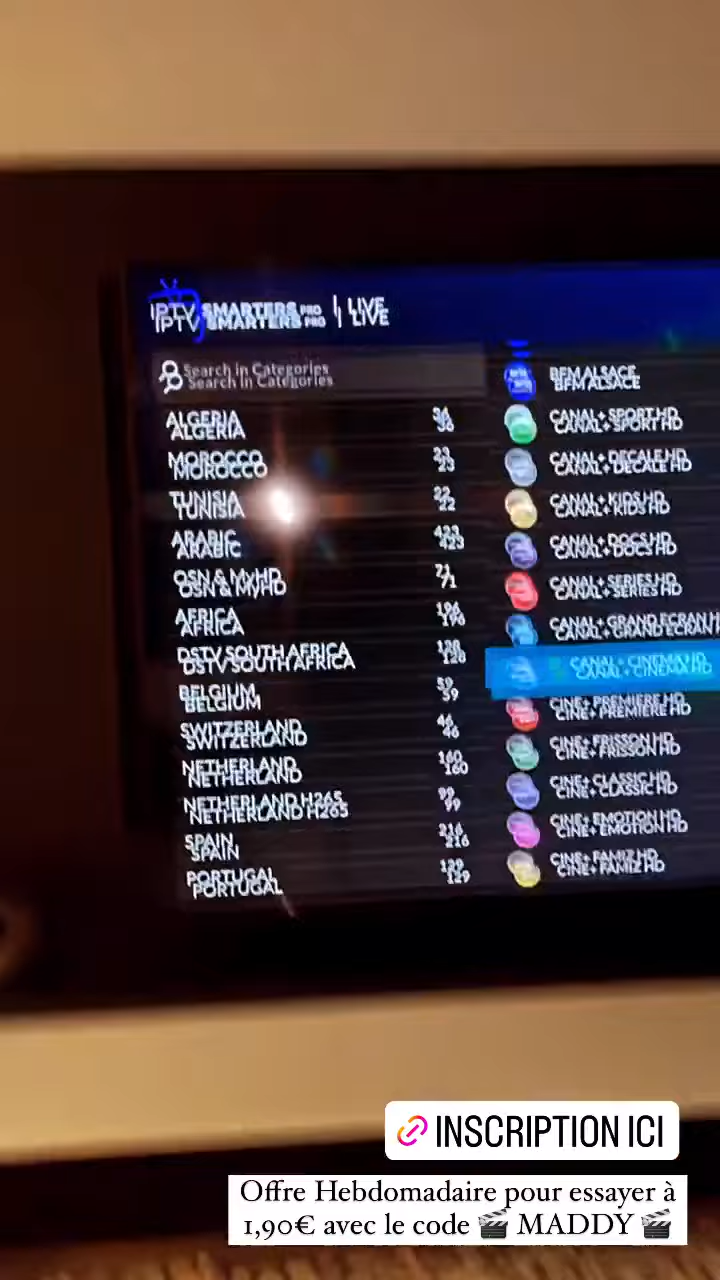 IPTV SMARTERS PRO | LIVE
Search in Categories
ALGERIA 36
MOROCCO 23
TUNISIA 22
ARABIC 423
OSN & MYHD 71
AFRICA 196
DSTV SOUTH AFRICA 128
BELGIUM 59
SWITZERLAND 46
NETHERLAND 160
NETHERLAND H265 99
SPAIN 216
PORTUGAL 129
BFM ALSACE
CANAL+ SPORT HD
CANAL+ DECALE HD
CANAL+ KIDS HD
CANAL+ DOCS HD
CANAL+ SERIES HD
CANAL+ GRAND ECRAN H
CANAL+ CINEMA HD
CINE+ PREMIERE HD
CINE+ FRISSON HD
CINE+ CLASSIC HD
CINE+ EMOTION HD
CINE+ FAMIZ HD
INSCRIPTION ICI
Offre Hebdomadaire pour essayer à
1,90€ avec le code 🎬 MADDY 🎬